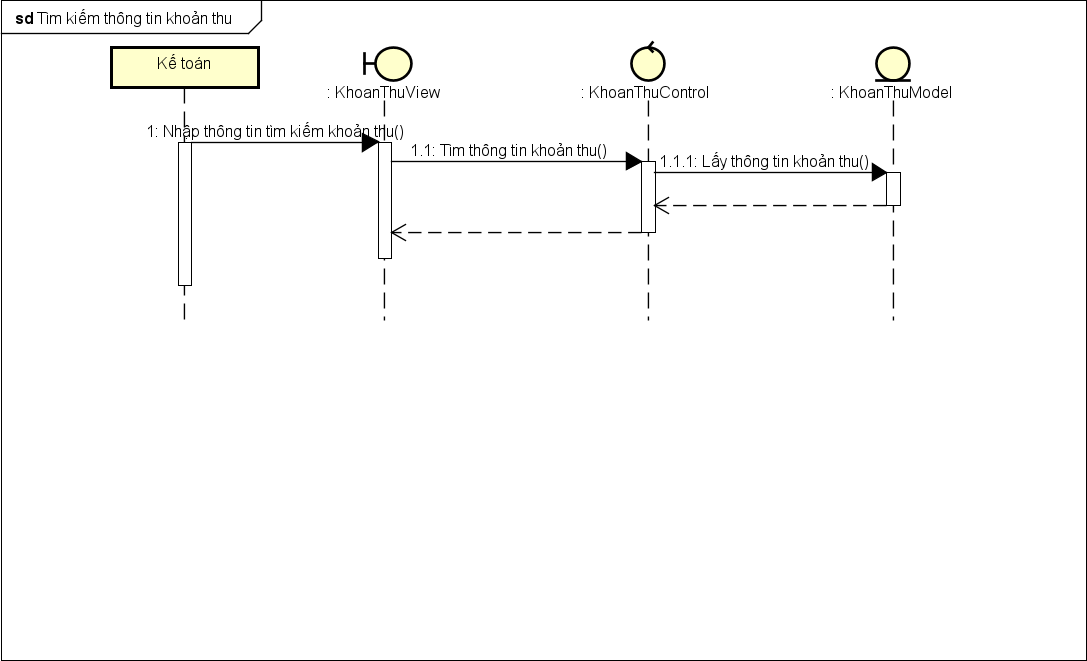 sd Tìm kiếm thông tin khoản thu
Kế toán
: KhoanThuView
: KhoanThuControl
: KhoanThuModel
1: Nhập thông tin tìm kiếm khoản thu()
1.1: Tìm thông tin khoản thu()
1.1.1: Lấy thông tin khoản thu()